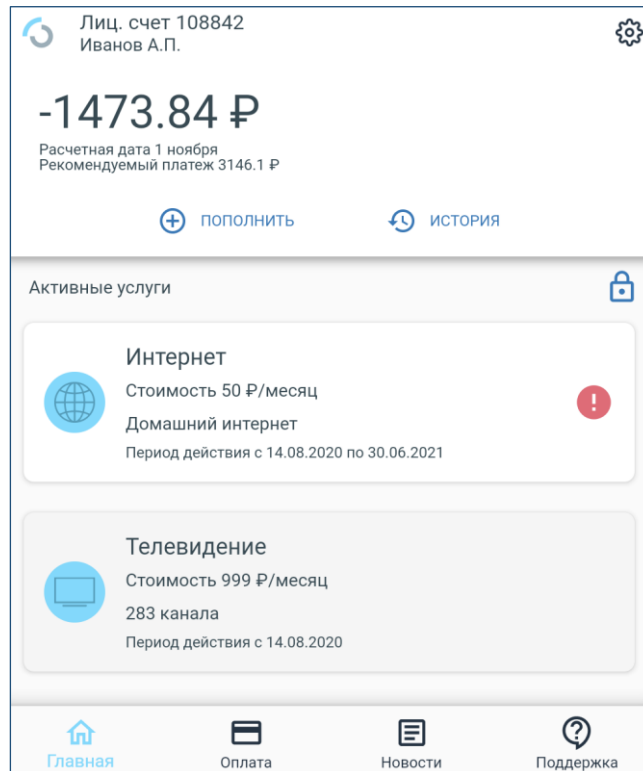 Лиц. счет 108842
Иванов А.П.
-1473.84 ₽
Расчетная дата 1 ноября
Рекомендуемый платеж 3146.1 ₽
ПОПОЛНИТЬ ИСТОРИЯ
Активные услуги
Интернет
Стоимость 50 ₽/месяц
Домашний интернет
Период действия с 14.08.2020 по 30.06.2021
Телевидение
Стоимость 999 ₽/месяц
283 канала
Период действия с 14.08.2020
Главная Оплата Новости Поддержка